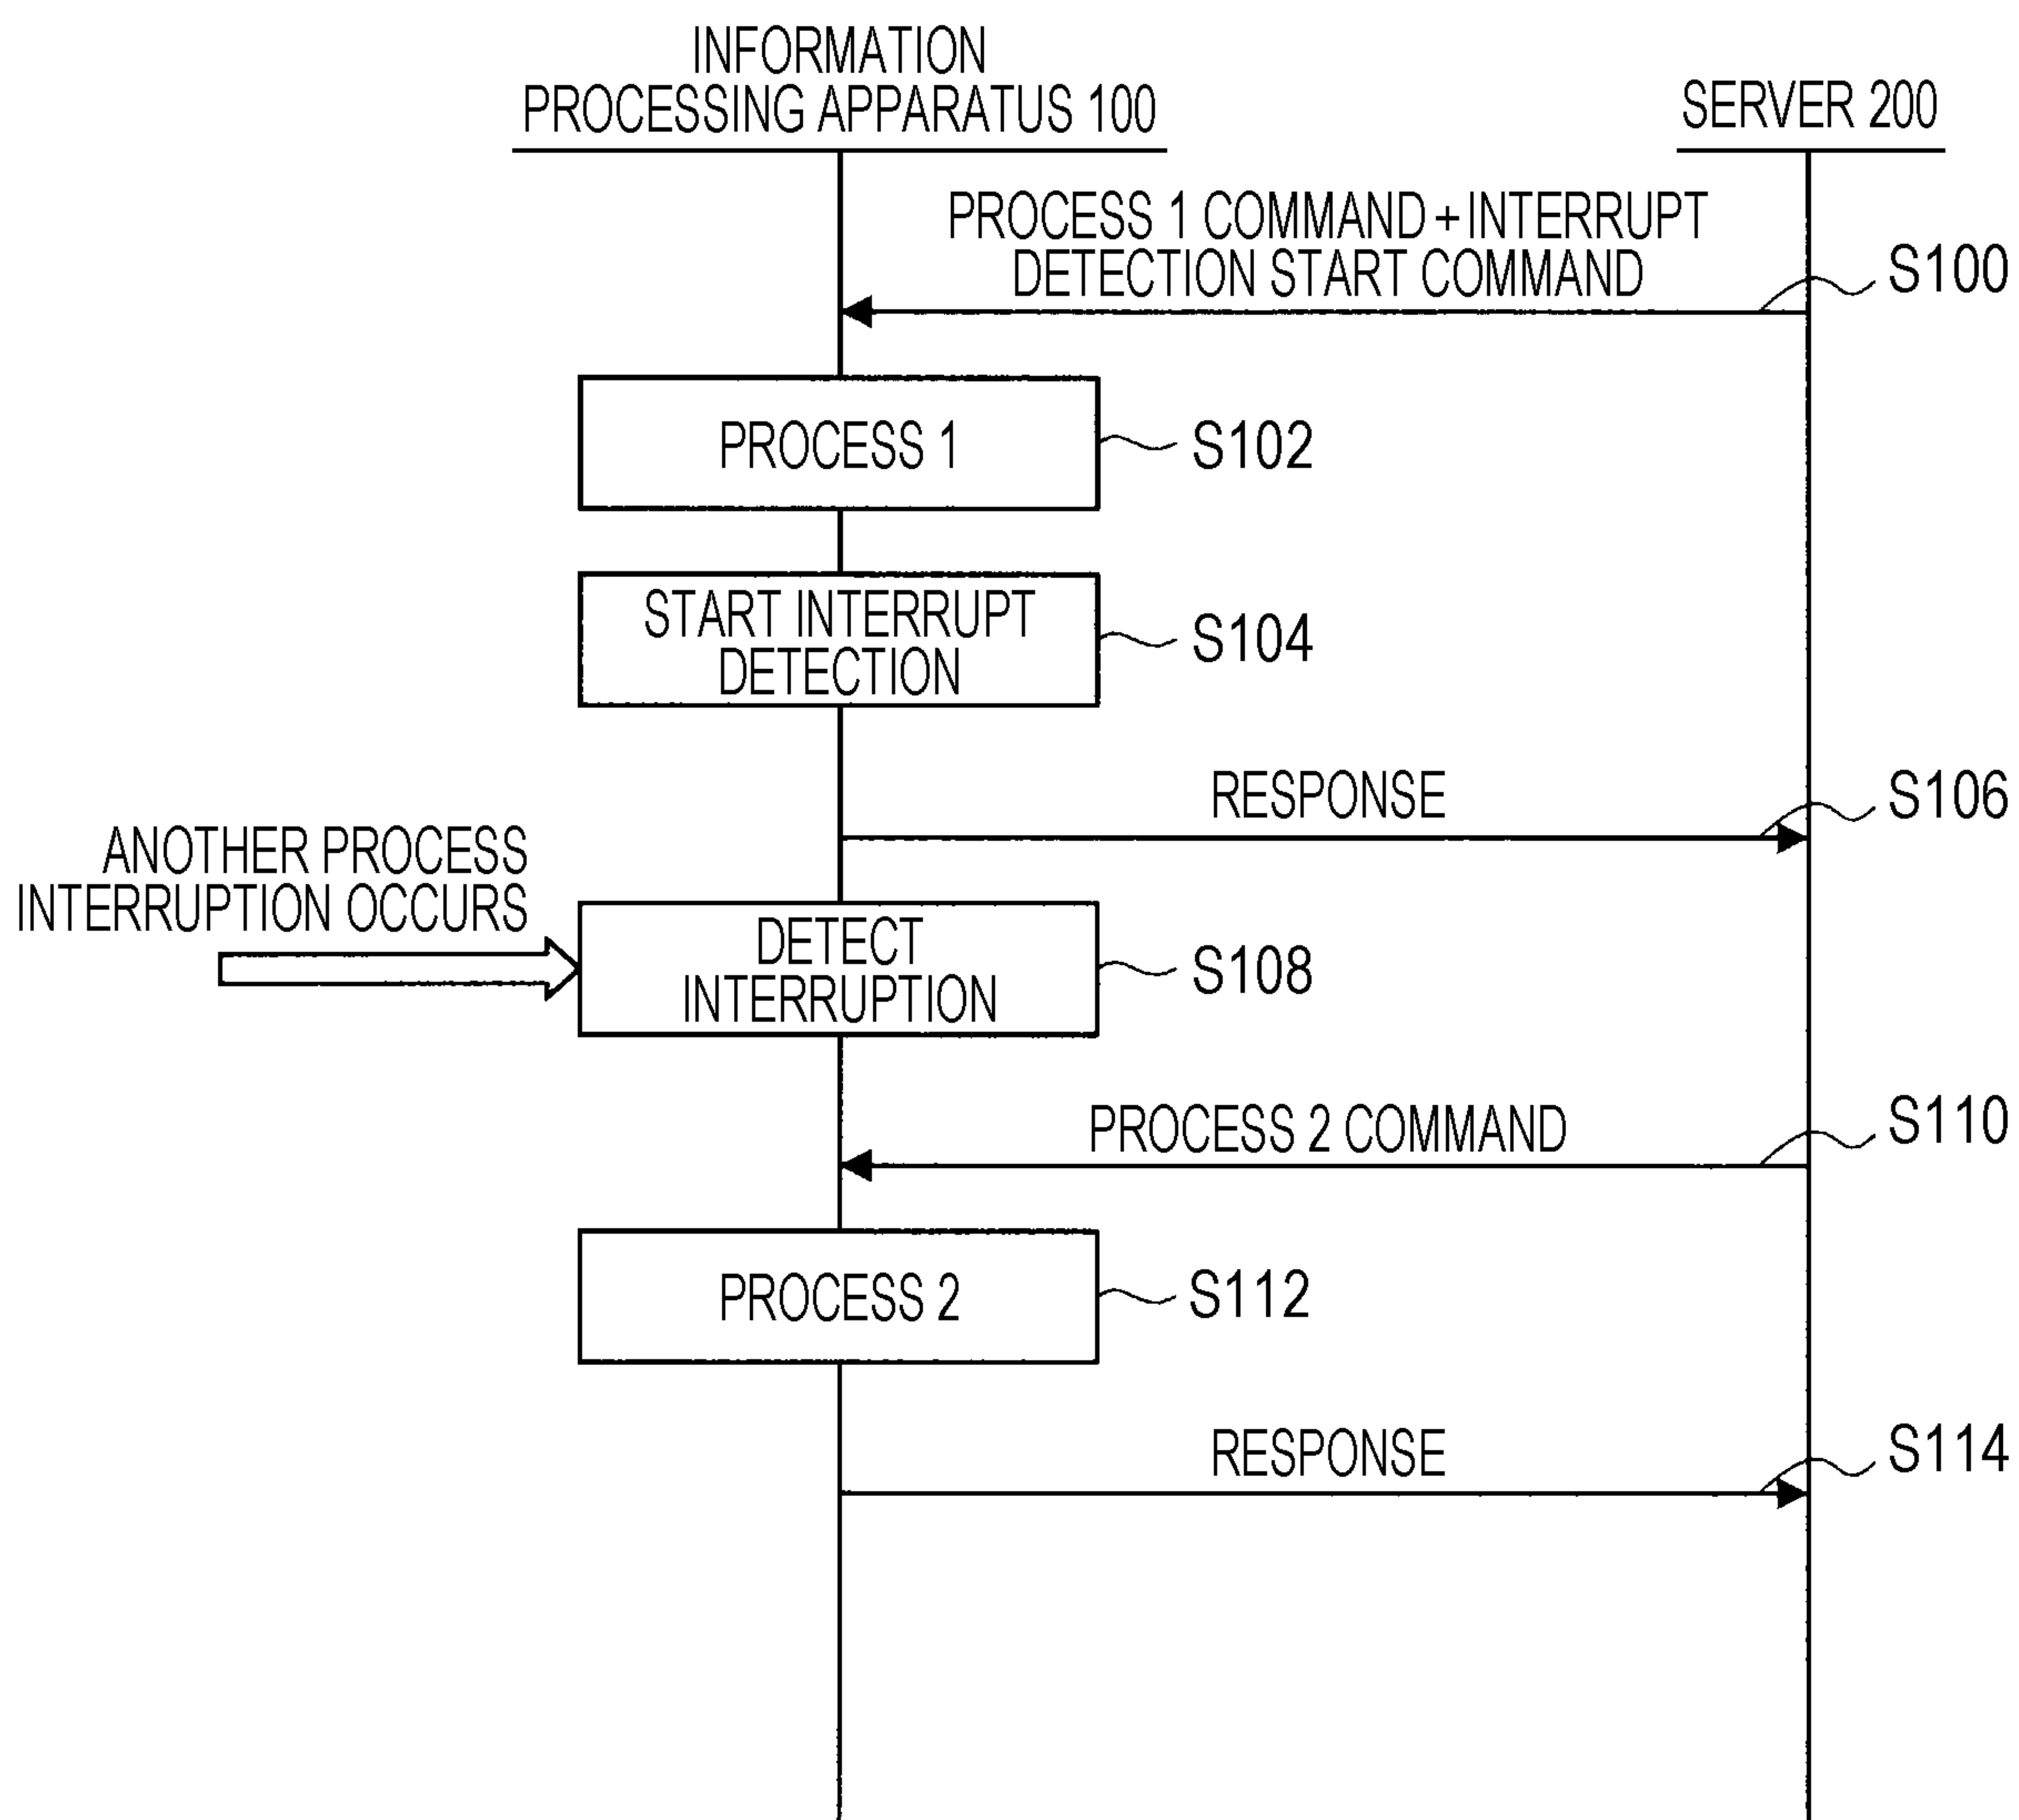 INFORMATION
PROCESSING APPARATUS 100
SERVER 200
PROCESS 1 COMMAND + INTERRUPT
DETECTION START COMMAND
S100
PROCESS 1
S102
START INTERRUPT
DETECTION
S104
RESPONSE
S106
ANOTHER PROCESS
INTERRUPTION OCCURS
DETECT
INTERRUPTION
S108
PROCESS 2 COMMAND
S110
PROCESS 2
S112
RESPONSE
S114